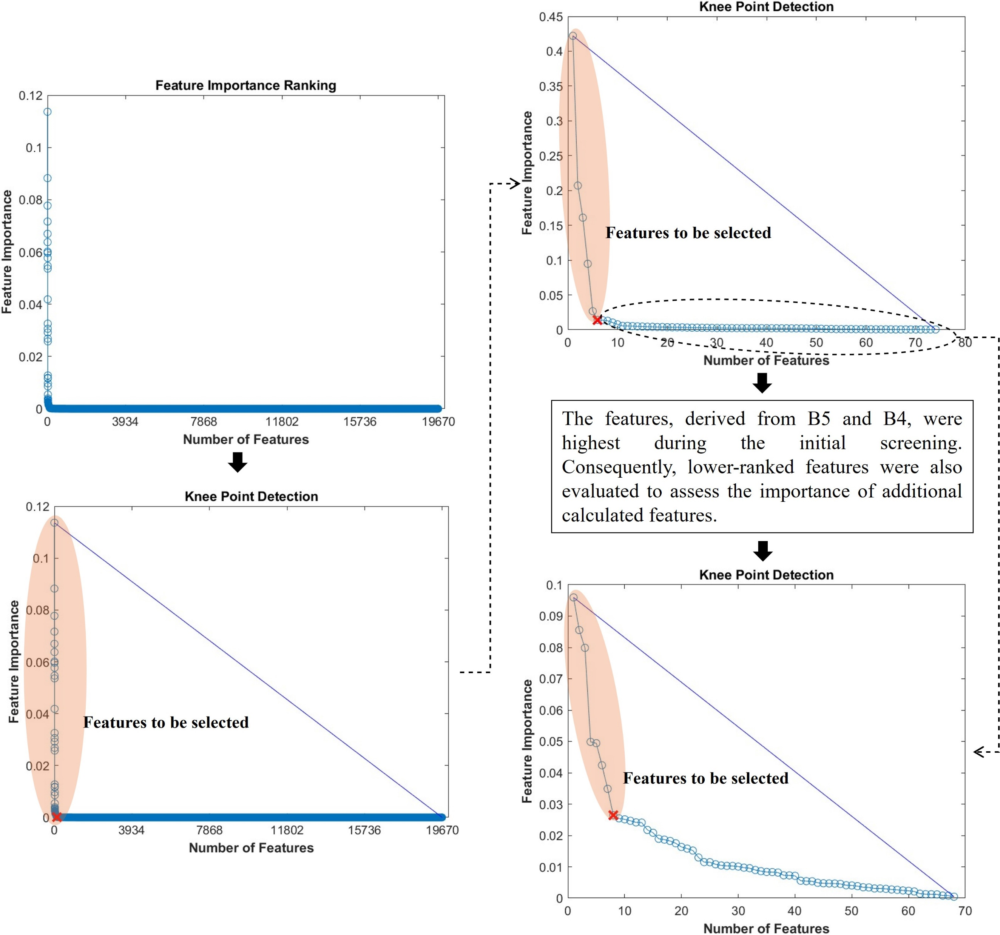 Feature Importance Ranking
0.12
0.1
0.08
0.06
0.04
0.02
0
0 3934 7868 11802 15736 19670
Feature Importance
Number of Features
Knee Point Detection
0.12
0.1
0.08
0.06
0.04
0.02
0
0 3934 7868 11802 15736 19670
Feature Importance
Features to be selected
Number of Features
Knee Point Detection
0.45
0.4
0.35
0.3
0.25
0.2
0.15
0.1
0.05
0
0 10 20 30 40 50 60 70 80
Feature Importance
Features to be selected
Number of Features
The features, derived from B5 and B4, were
highest during the initial screening.
Consequently, lower-ranked features were also
evaluated to assess the importance of additional
calculated features.
Knee Point Detection
0.1
0.09
0.08
0.07
0.06
0.05
0.04
0.03
0.02
0.01
0
0 10 20 30 40 50 60 70
Feature Importance
Features to be selected
Number of Features